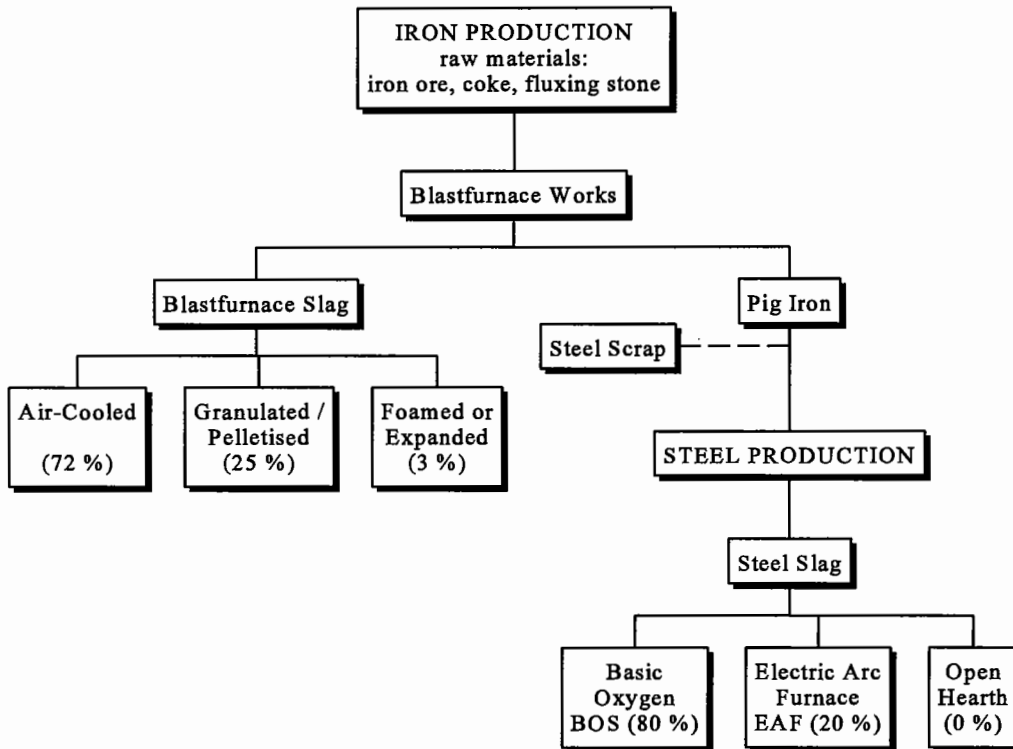 IRON PRODUCTION
raw materials:
iron ore, coke, fluxing stone
Blastfurnace Works
Blastfurnace Slag
Pig Iron
Steel Scrap
Air-Cooled
(72 %)
Granulated /
Pelletised
(25 %)
Foamed or
Expanded
(3 %)
STEEL PRODUCTION
Steel Slag
Basic
Oxygen
BOS (80 %)
Electric Arc
Furnace
EAF (20 %)
Open
Hearth
(0 %)